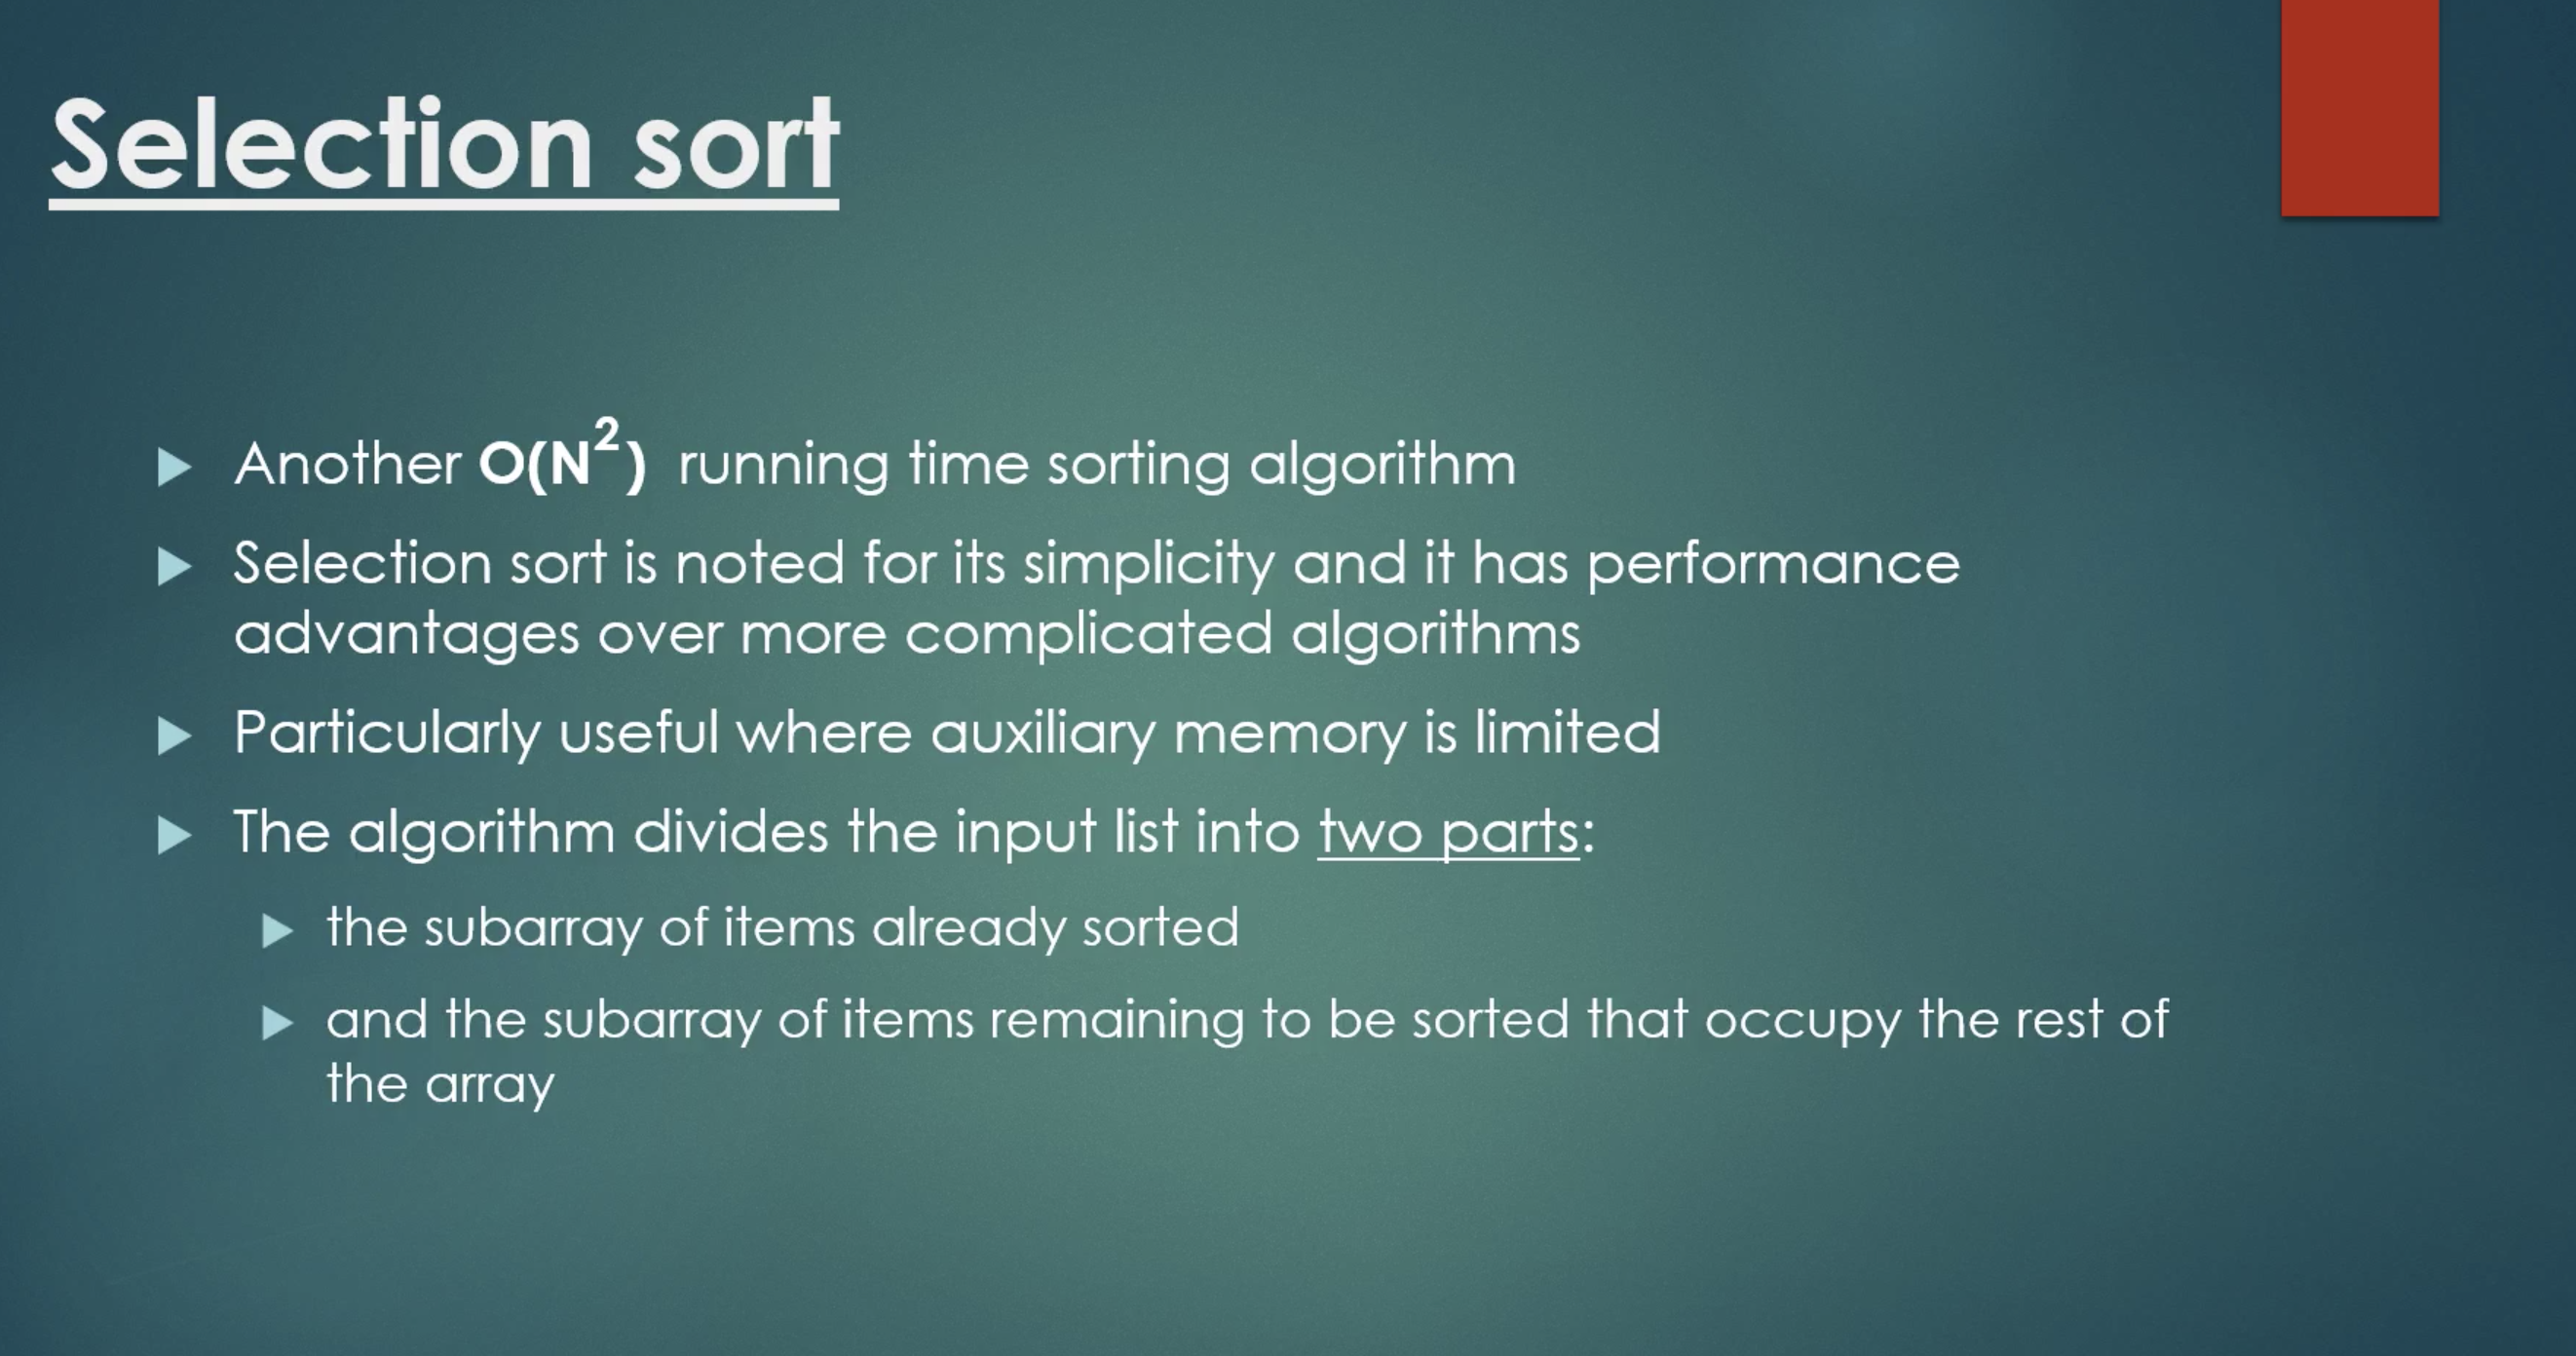 Selection sort
Another O(N²) running time sorting algorithm
Selection sort is noted for its simplicity and it has performance
advantages over more complicated algorithms
Particularly useful where auxiliary memory is limited
The algorithm divides the input list into two parts:
the subarray of items already sorted
and the subarray of items remaining to be sorted that occupy the rest of
the array